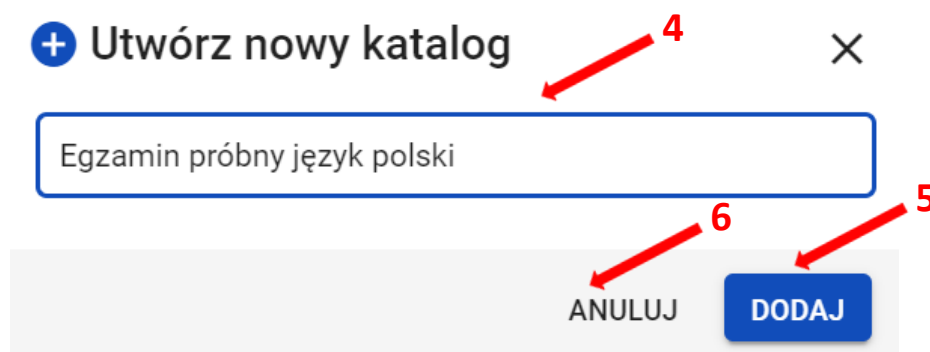 Utwórz nowy katalog
4
Egzamin próbny język polski
6
5
ANULUJ
DODAJ